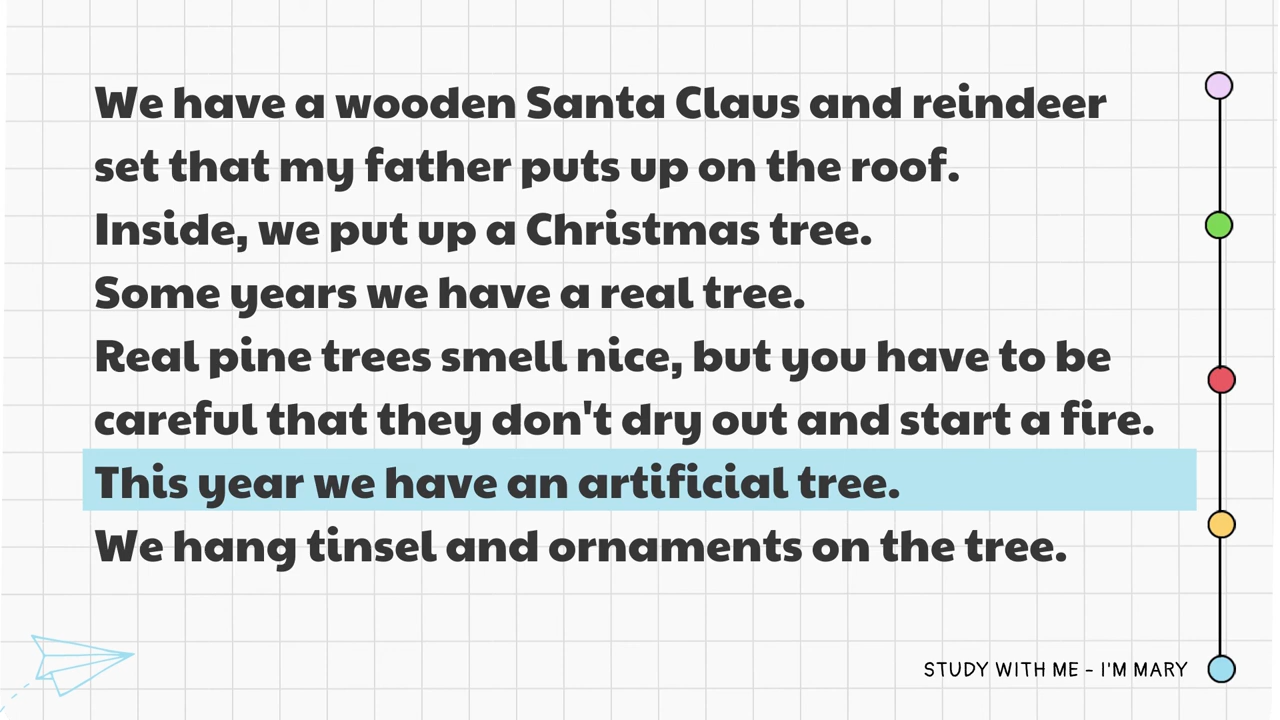 We have a wooden Santa Claus and reindeer
set that my father puts up on the roof.
Inside, we put up a Christmas tree.
Some years we have a real tree.
Real pine trees smell nice, but you have to be
careful that they don't dry out and start a fire.
This year we have an artificial tree.
We hang tinsel and ornaments on the tree.
STUDY WITH ME - I'M MARY